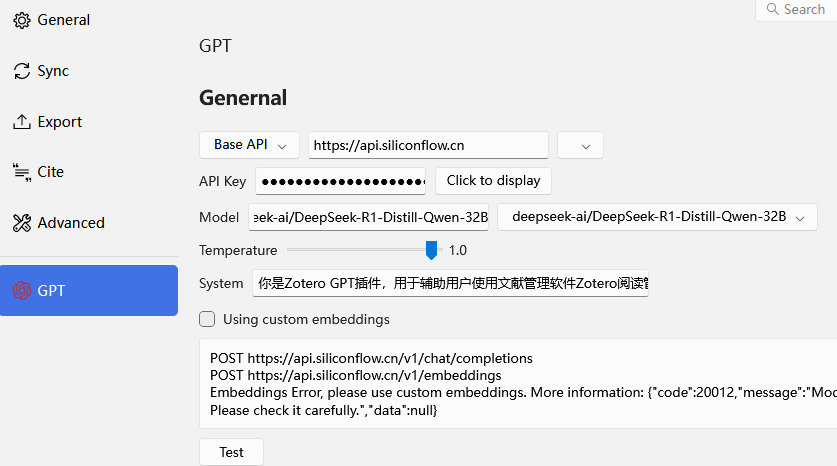 General
Search
GPT
Sync
Genernal
Export
Base API
https://api.siliconflow.cn
Cite
API Key
Click to display
Model
eek-ai/DeepSeek-R1-Distill-Qwen-32B
deepseek-ai/DeepSeek-R1-Distill-Qwen-32B
Advanced
Temperature
1.0
System
你是Zotero GPT插件，用于辅助用户使用文献管理软件Zotero阅读
GPT
Using custom embeddings
POST https://api.siliconflow.cn/v1/chat/completions
POST https://api.siliconflow.cn/v1/embeddings
Embeddings Error, please use custom embeddings. More information: {"code":20012,"message":"Moc
Please check it carefully.","data":null}
Test